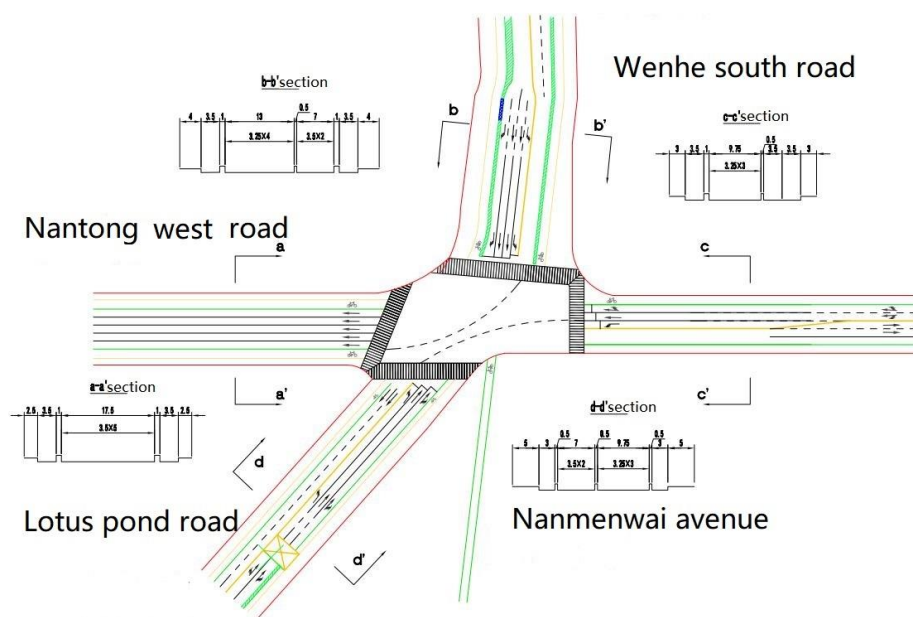 Wenhe south road
b-b'section
4 3.5 1 13 0.5 7 1 3.5 4
3.25X4 3.5X2
b b'
c-c'section
3 3.5 1 9.75 0.5 3.5 3.5 3
3.25X3
Nantong west road
a c
a-a'section
2.5 3.5 1 17.5 1 3.5 2.5
3.5X5
a' c'
d-d'section
5 3 0.5 7 0.5 9.75 0.5 3 5
3.5X2 3.25X3
d
Lotus pond road
Nanmenwai avenue
d'